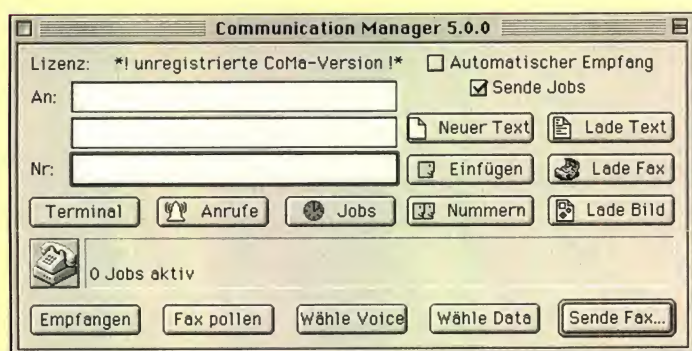 Communication Manager 5.0.0
Lizenz: *! unregistrierte CoMa-Version !*
Automatischer Empfang
Sende Jobs
An:
Neuer Text
Lade Text
Nr:
Einfügen
Lade Fax
Terminal
Anrufe
Jobs
Nummern
Lade Bild
0 Jobs aktiv
Empfangen
Fax pollen
Wähle Voice
Wähle Data
Sende Fax...